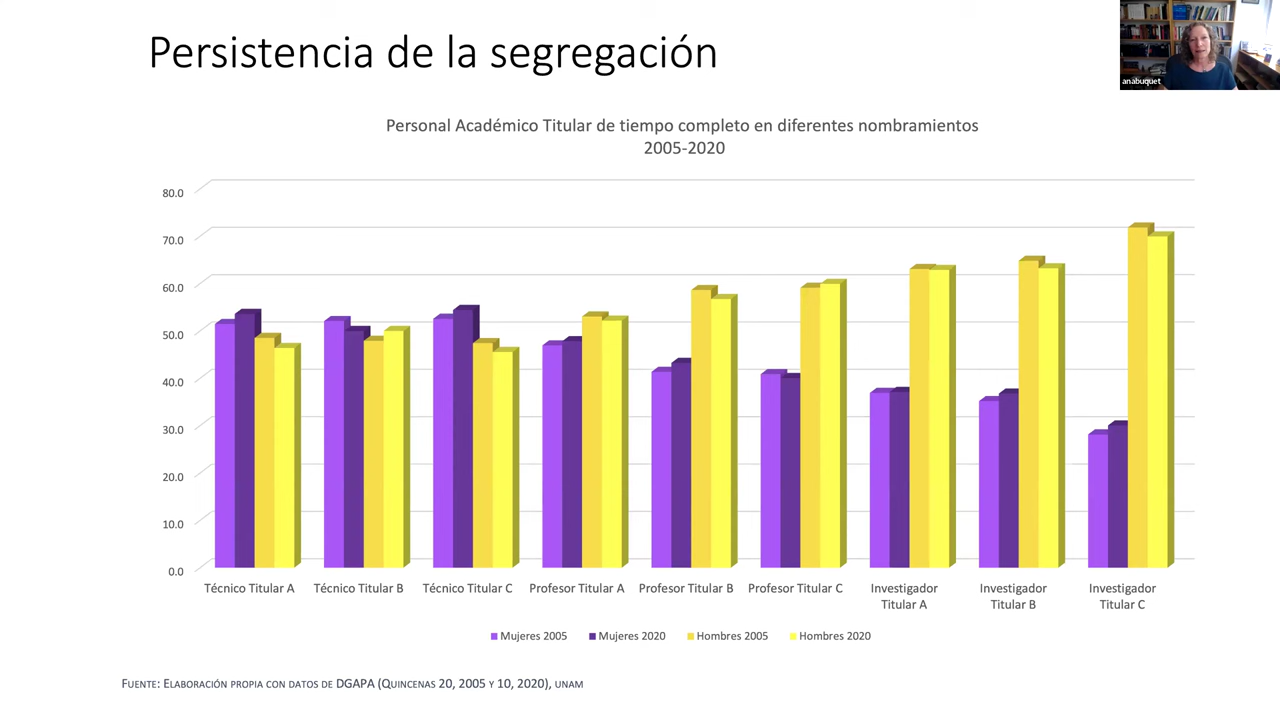 Persistencia de la segregación
anabuquet
Personal Académico Titular de tiempo completo en diferentes nombramientos
2005-2020
80.0
70.0
60.0
50.0
40.0
30.0
20.0
10.0
0.0
Técnico Titular A
Técnico Titular B
Técnico Titular C
Profesor Titular A
Profesor Titular B
Profesor Titular C
Investigador
Titular A
Investigador
Titular B
Investigador
Titular C
Mujeres 2005
Mujeres 2020
Hombres 2005
Hombres 2020
Fuente: Elaboración propia con datos de DGAPA (Quincenas 20, 2005 y 10, 2020), unam